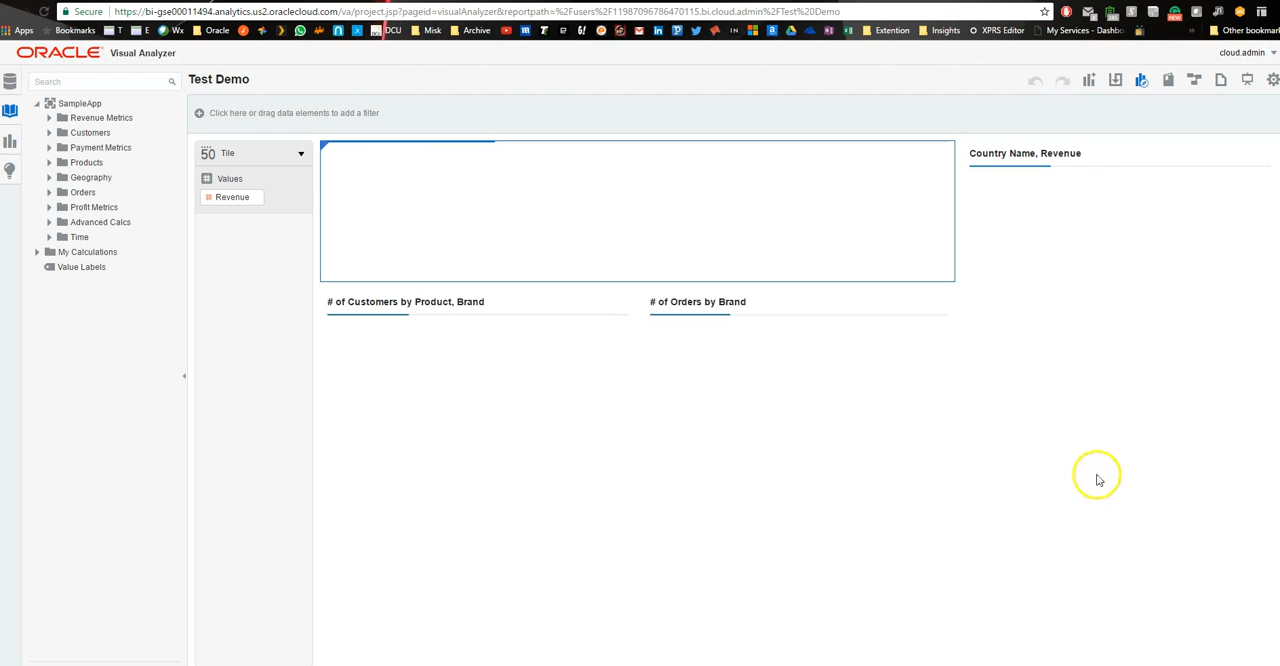 Secure
https://bi-gse00011494.analytics.us2.oraclecloud.com/va/project.jsp?pageid=visualAnalyzer&reportpath=%2Fusers%2F11987096786470115.bi.cloud.admin%2FTest%20Demo
Apps Bookmarks T E Wx Oracle DCU Misk Archive Extention Insights XPRS Editor My Services - Dashbo Other bookmar
ORACLE Visual Analyzer
cloud.admin
Search
Test Demo
SampleApp
Revenue Metrics
Customers
Payment Metrics
Products
Geography
Orders
Profit Metrics
Advanced Calcs
Time
My Calculations
Value Labels
Click here or drag data elements to add a filter
50 Tile
Values
# Revenue
Country Name, Revenue
# of Customers by Product, Brand
# of Orders by Brand